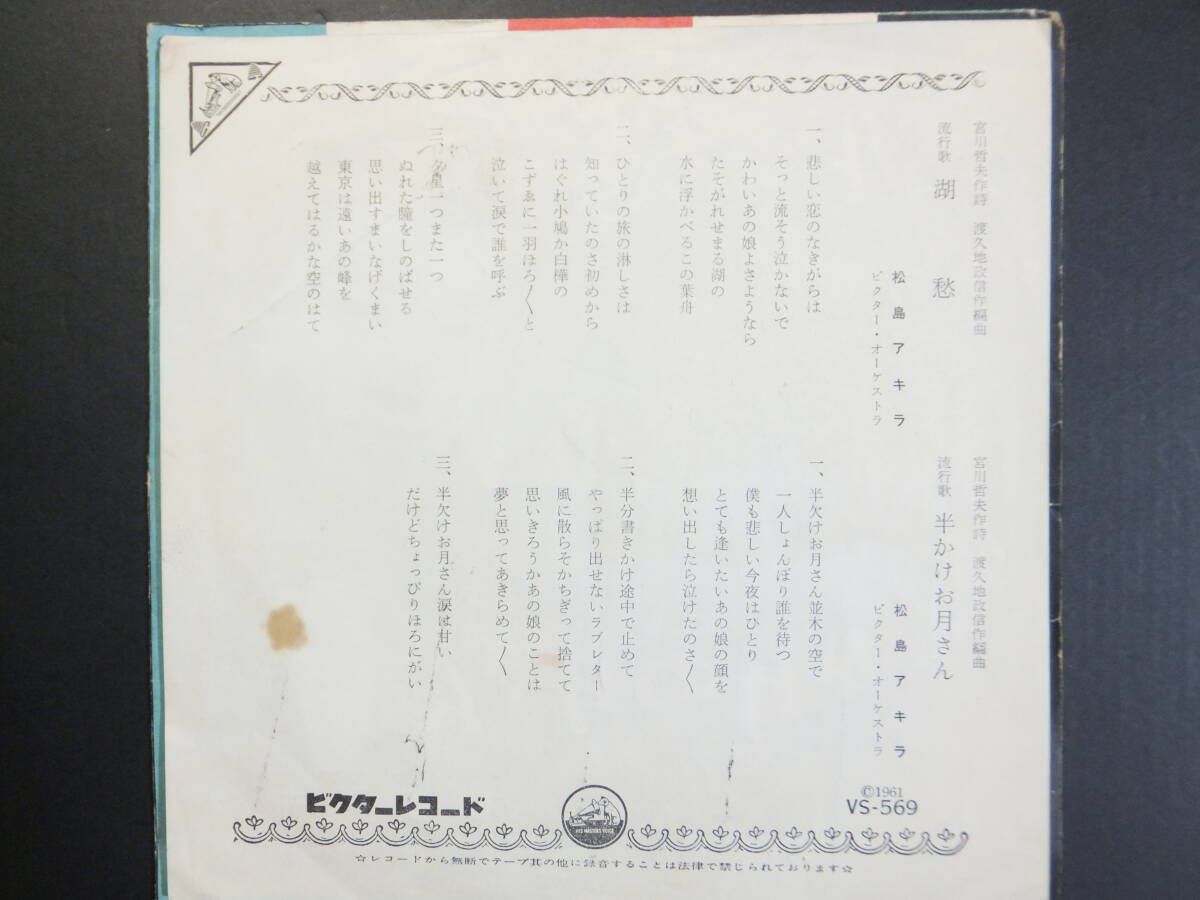 宮川哲夫作詩 渡久地政信作編曲
流行歌 湖愁
松島アキラ
ビクター・オーケストラ
一、悲しい恋のなきがらは
そっと流そう泣かないで
かわいあの娘よさようなら
たそがれせまる湖の
水に浮かべるこの葉舟
二、ひとりの旅の淋しさは
知っていたのさ初めから
はぐれ小鳩か白樺の
こずゑに一羽ほろ〳〵と
泣いて涙で誰を呼ぶ
三、夕星一つまた一つ
ぬれた瞳をしのばせる
思い出すまいなげくまい
東京は遠いあの峰を
越えてはるかな空のはて
宮川哲夫作詩 渡久地政信作編曲
流行歌 半かけお月さん
松島アキラ
ビクター・オーケストラ
一、半欠けお月さん並木の空で
一人しょんぼり誰を待つ
僕も悲しい今夜はひとり
とても逢いたいあの娘の顔を
想い出したら泣けたのさ〳〵
二、半分書きかけ途中で止めて
やっぱり出せないラブレター
風に散らそかちぎって捨てて
思いきろうかあの娘のことは
夢と思ってあきらめて〳〵
三、半欠けお月さん涙は甘い
だけどちょっぴりほろにがい
ビクターレコード
HIS MASTERS VOICE
©1961
VS-569
☆レコードから無断でテープ其の他に録音することは法律で禁じられております☆